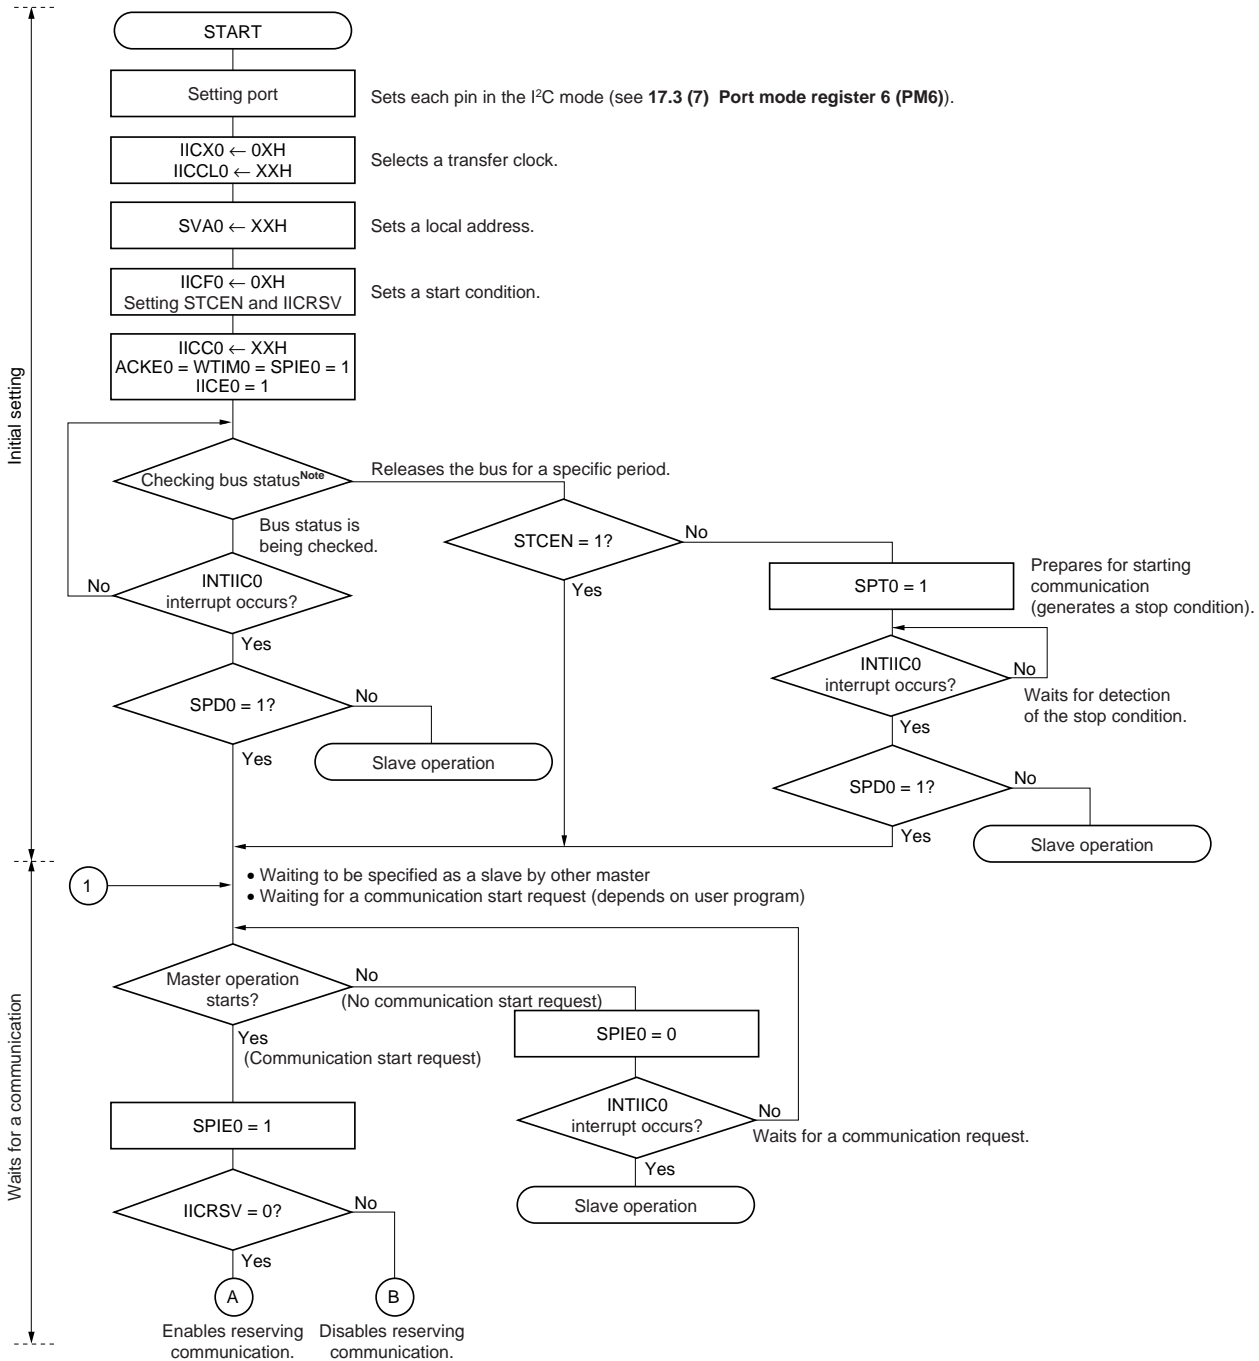 START
Setting port
Sets each pin in the I²C mode (see 17.3 (7) Port mode register 6 (PM6)).
IICX0 ← 0XH
IICCL0 ← XXH
Selects a transfer clock.
SVA0 ← XXH
Sets a local address.
IICF0 ← 0XH
Setting STCEN and IICRSV
Sets a start condition.
IICC0 ← XXH
ACKE0 = WTIM0 = SPIE0 = 1
IICE0 = 1
Initial setting
Checking bus statusNote
Releases the bus for a specific period.
Bus status is
being checked.
STCEN = 1?
No
Yes
SPT0 = 1
Prepares for starting
communication
(generates a stop condition).
INTIIC0
interrupt occurs?
No
Yes
INTIIC0
interrupt occurs?
No
Waits for detection
of the stop condition.
Yes
SPD0 = 1?
No
Yes
Slave operation
SPD0 = 1?
No
Yes
Slave operation
1
• Waiting to be specified as a slave by other master
• Waiting for a communication start request (depends on user program)
Waits for a communication
Master operation
starts?
No
(No communication start request)
Yes
(Communication start request)
SPIE0 = 0
INTIIC0
interrupt occurs?
No
Waits for a communication request.
Yes
Slave operation
SPIE0 = 1
IICRSV = 0?
No
Yes
A
B
Enables reserving
communication.
Disables reserving
communication.